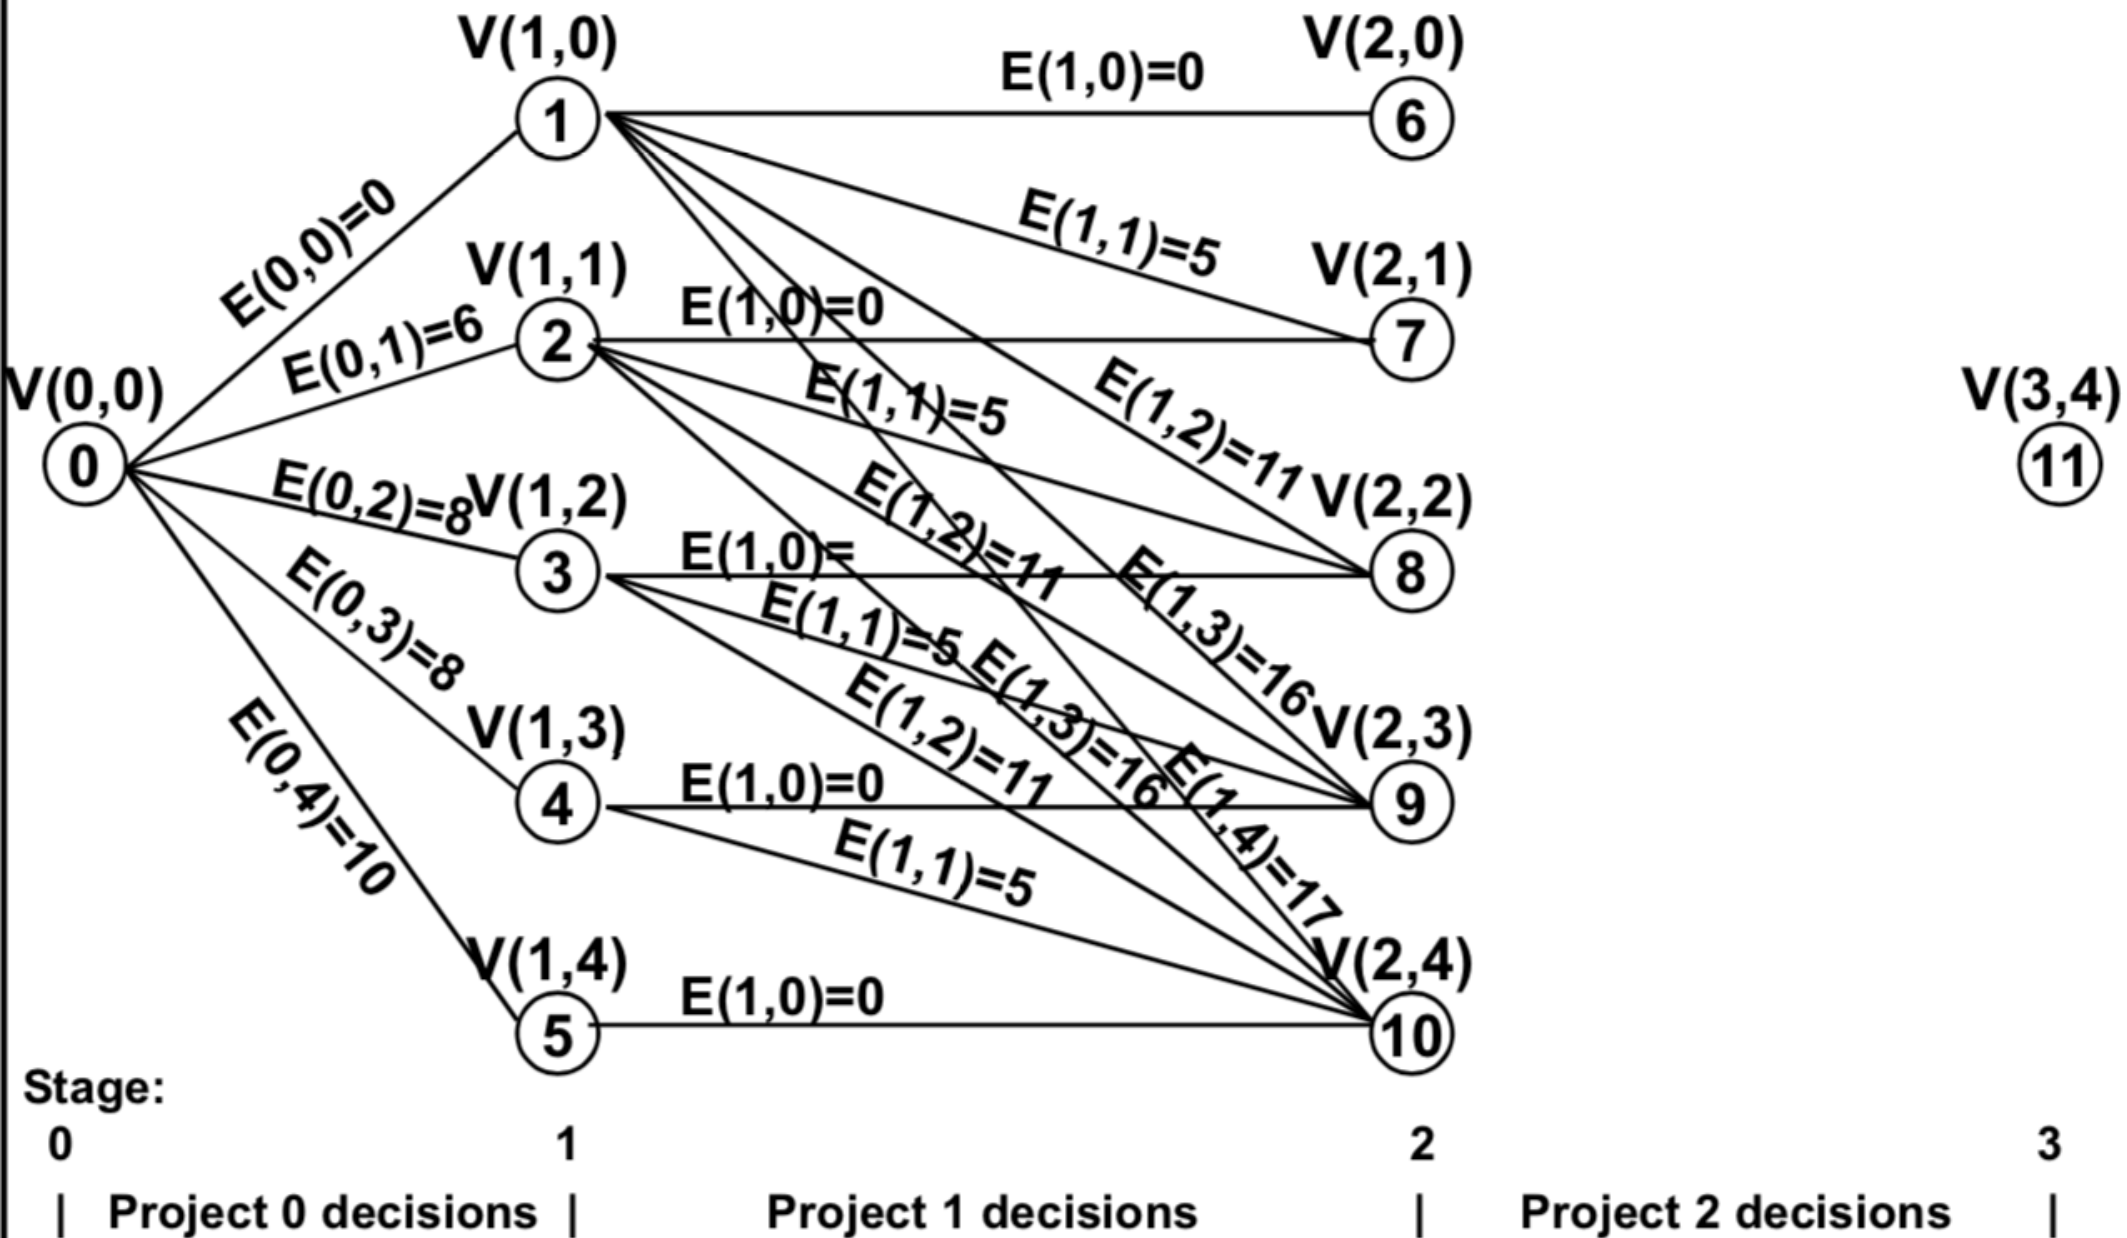 V(1,0)
V(2,0)
E(1,0)=0
1
6
E(0,0)=0
E(1,1)=5
V(1,1)
V(2,1)
E(1,0)=0
E(0,1)=6
2
7
V(0,0)
V(3,4)
E(1,1)=5
E(1,2)=11
0
11
E(0,2)=8
V(1,2)
V(2,2)
E(1,2)=11
E(1,0)=
3
8
E(0,3)=8
E(1,1)=5
E(1,3)=16
E(1,3)=16
E(1,2)=11
V(1,3)
V(2,3)
E(0,4)=10
E(1,0)=0
4
9
E(1,4)=17
E(1,1)=5
V(1,4)
V(2,4)
E(1,0)=0
5
10
Stage:
0 1 2 3
| Project 0 decisions | Project 1 decisions | Project 2 decisions |